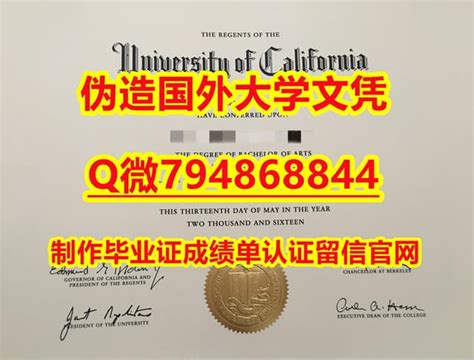 THE REGENTS OF THE
University of California
伪造国外大学文凭
HAVE CONFERRED UPON
THE DEGREE OF BACHELOR OF ARTS
Q微794868844
THIS THIRTEENTH DAY OF MAY IN THE YEAR
TWO THOUSAND AND SIXTEEN
制作毕业证成绩单认证留信官网
GOVERNOR OF CALIFORNIA AND
PRESIDENT OF THE REGENTS
CHANCELLOR AT BERKELEY
PRESIDENT OF THE UNIVERSITY
EXECUTIVE DEAN OF THE COLLEGE